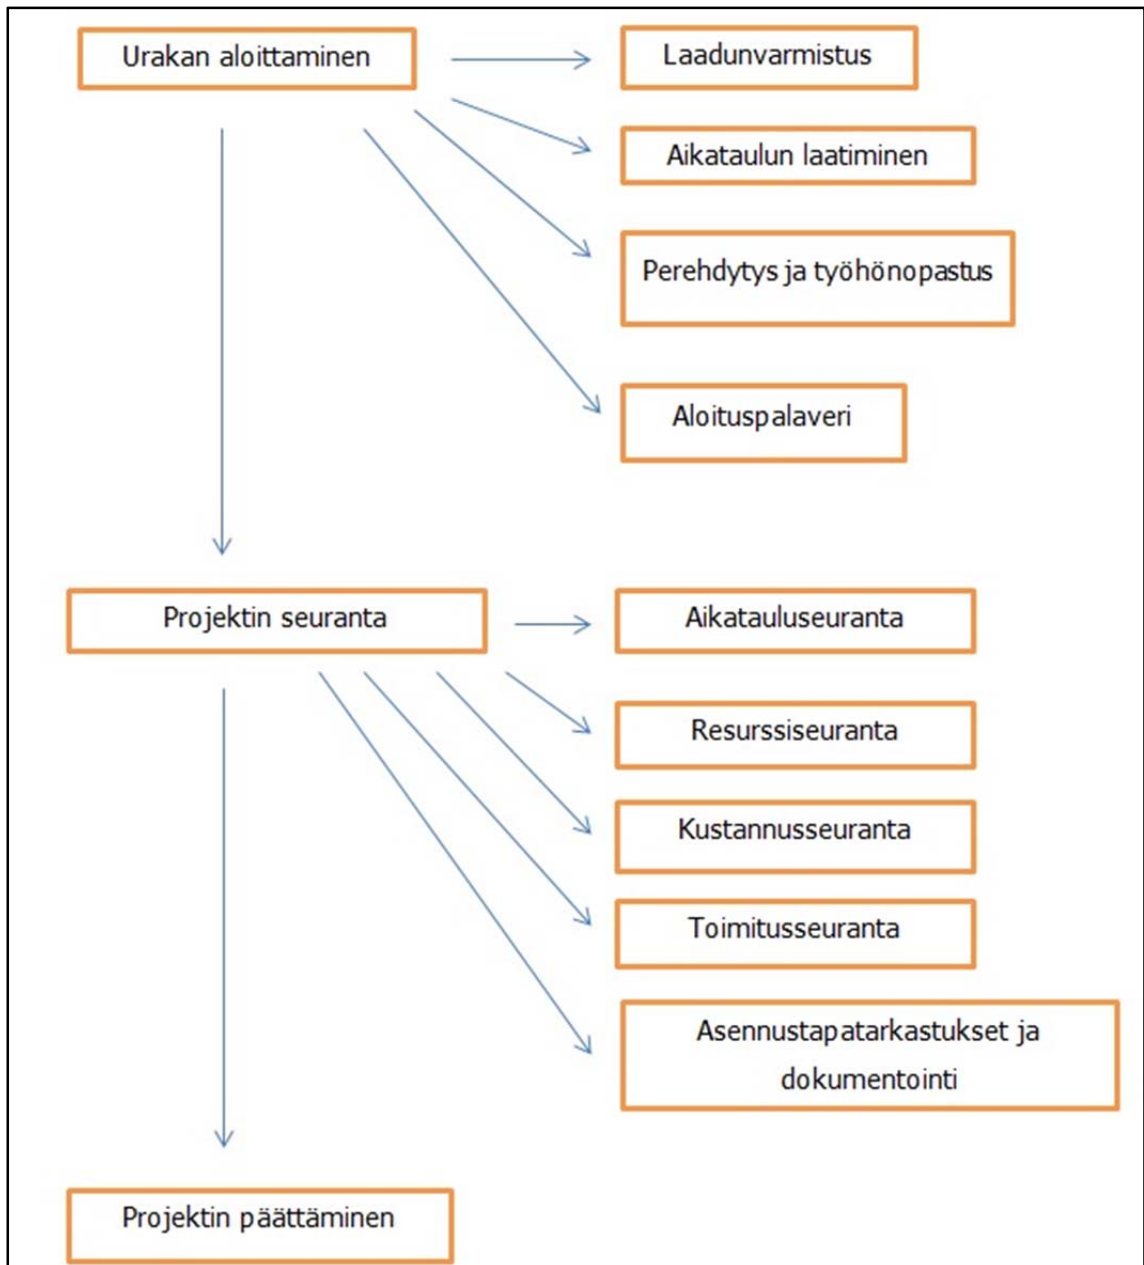 Urakan aloittaminen
Laadunvarmistus
Aikataulun laatiminen
Perehdytys ja työhönopastus
Aloituspalaveri
Projektin seuranta
Aikatauluseuranta
Resurssiseuranta
Kustannusseuranta
Toimitusseuranta
Asennustapatarkastukset ja
dokumentointi
Projektin päättäminen